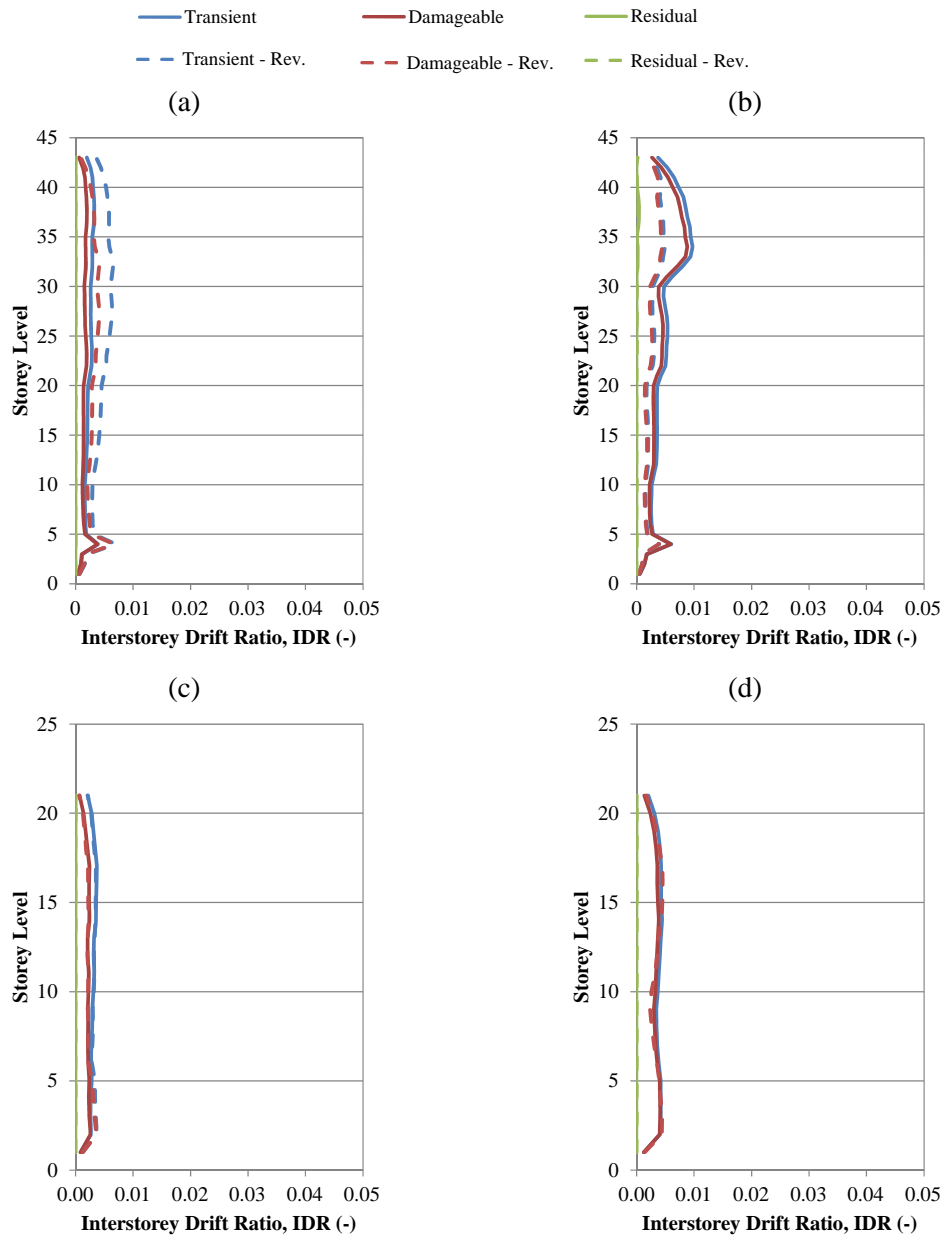 Transient Damageable Residual
Transient - Rev. Damageable - Rev. Residual - Rev.
(a) (b)
45 45
40 40
35 35
30 30
25 25
20 20
15 15
10 10
5 5
0 0
Storey Level Storey Level
0 0.01 0.02 0.03 0.04 0.05 0 0.01 0.02 0.03 0.04 0.05
Interstorey Drift Ratio, IDR (-) Interstorey Drift Ratio, IDR (-)
(c) (d)
25 25
20 20
15 15
10 10
5 5
0 0
Storey Level Storey Level
0.00 0.01 0.02 0.03 0.04 0.05 0.00 0.01 0.02 0.03 0.04 0.05
Interstorey Drift Ratio, IDR (-) Interstorey Drift Ratio, IDR (-)